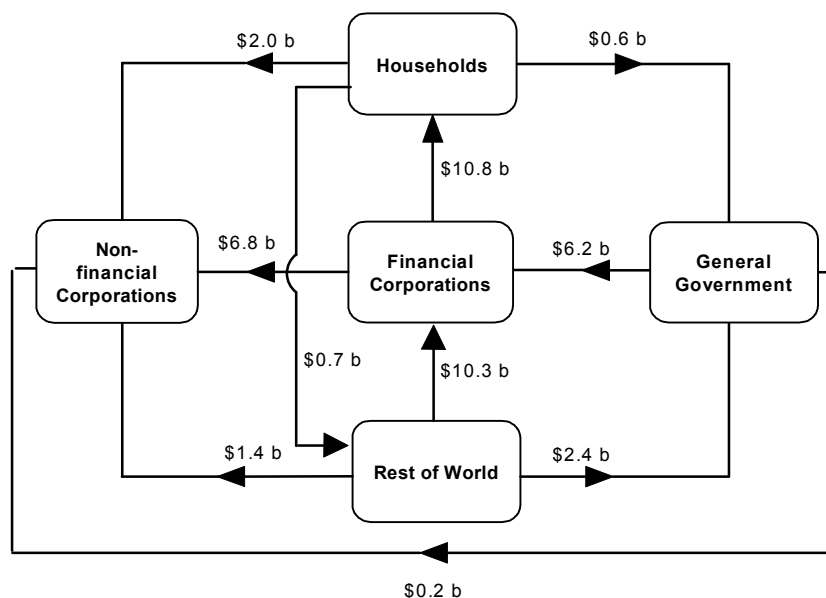 $2.0 b
Households
$0.6 b
$10.8 b
Non-
financial
Corporations
$6.8 b
Financial
Corporations
$6.2 b
General
Government
$0.7 b
$10.3 b
$1.4 b
Rest of World
$2.4 b
$0.2 b